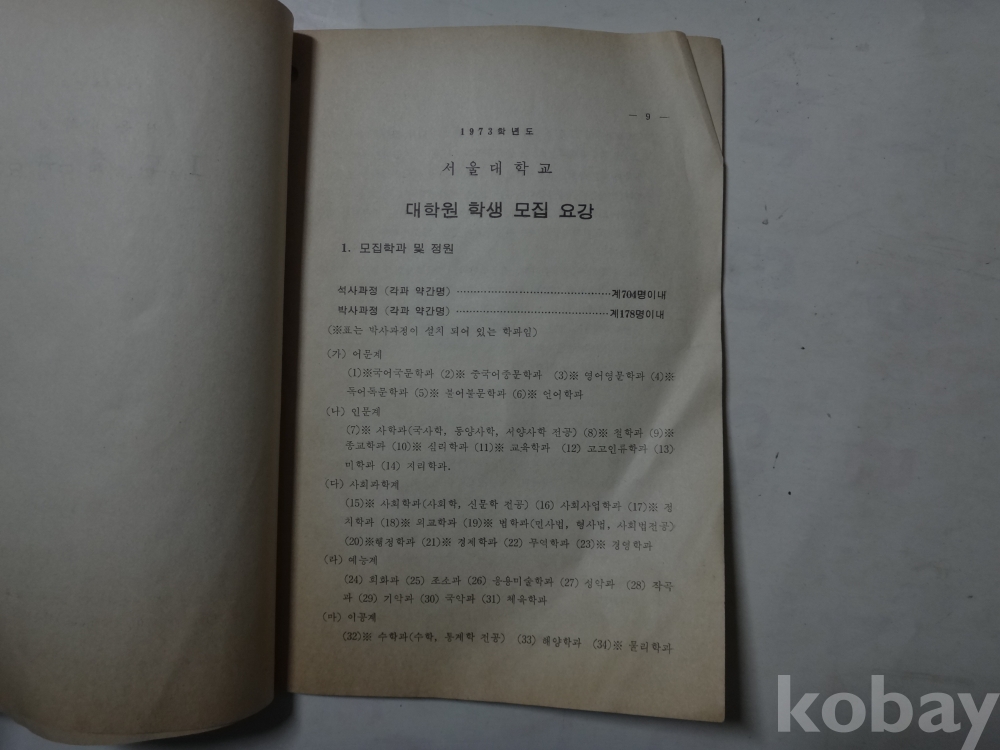 — 9 —
1973학년도
서울대학교
대학원 학생 모집 요강
1. 모집학과 및 정원
석사과정 (각과 약간명) ················································계704명이내
박사과정 (각과 약간명) ················································계178명이내
(※표는 박사과정이 설치 되어 있는 학과임)
(가) 어문계
(1)※국어국문학과 (2)※ 중국어중문학과 (3)※ 영어영문학과 (4)※
독어독문학과 (5)※ 불어불문학과 (6)※ 언어학과
(나) 인문계
(7)※ 사학과(국사학, 동양사학, 서양사학 전공) (8)※ 철학과 (9)※
종교학과 (10)※ 심리학과 (11)※ 교육학과 (12) 고고인류학과 (13)
미학과 (14) 지리학과.
(다) 사회과학계
(15)※ 사회학과(사회학, 신문학 전공) (16) 사회사업학과 (17)※ 정
치학과 (18)※ 외교학과 (19)※ 법학과(민사법, 형사법, 사회법전공)
(20)※행정학과 (21)※ 경제학과 (22) 무역학과 (23)※ 경영학과
(라) 예능계
(24) 회화과 (25) 조소과 (26) 응용미술학과 (27) 성악과 (28) 작곡
과 (29) 기악과 (30) 국악과 (31) 체육학과
(마) 이공계
(32)※ 수학과(수학, 통계학 전공) (33) 해양학과 (34)※ 물리학과
kobay